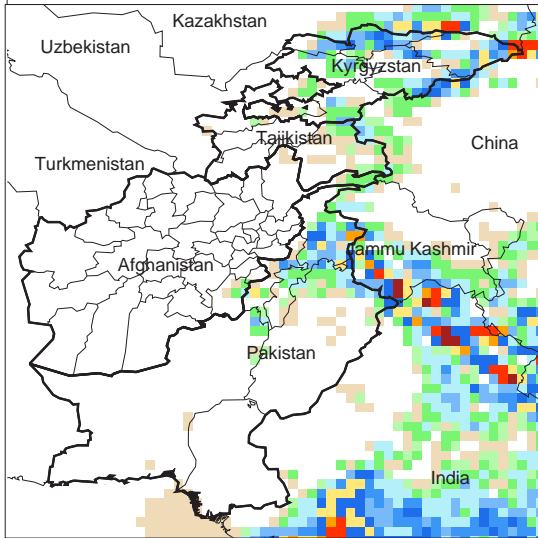 Kazakhstan
Uzbekistan
Kyrgyzstan
Tajikistan
China
Turkmenistan
Jammu Kashmir
Afghanistan
Pakistan
India